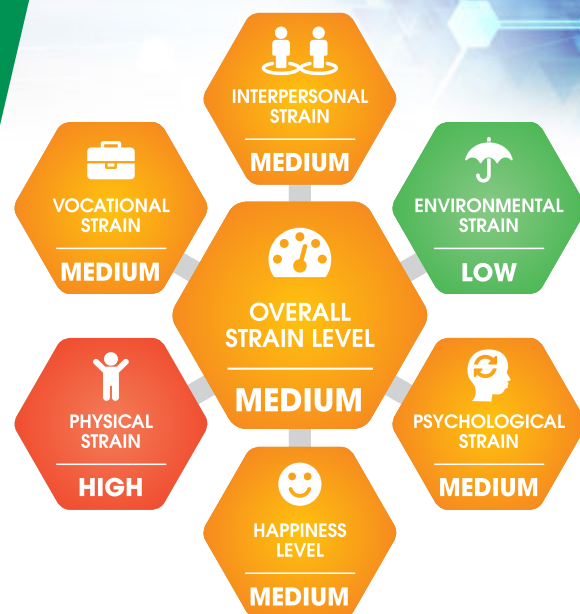 INTERPERSONAL
STRAIN
MEDIUM
VOCATIONAL
STRAIN
MEDIUM
ENVIRONMENTAL
STRAIN
LOW
OVERALL
STRAIN LEVEL
MEDIUM
PHYSICAL
STRAIN
HIGH
PSYCHOLOGICAL
STRAIN
MEDIUM
HAPPINESS
LEVEL
MEDIUM